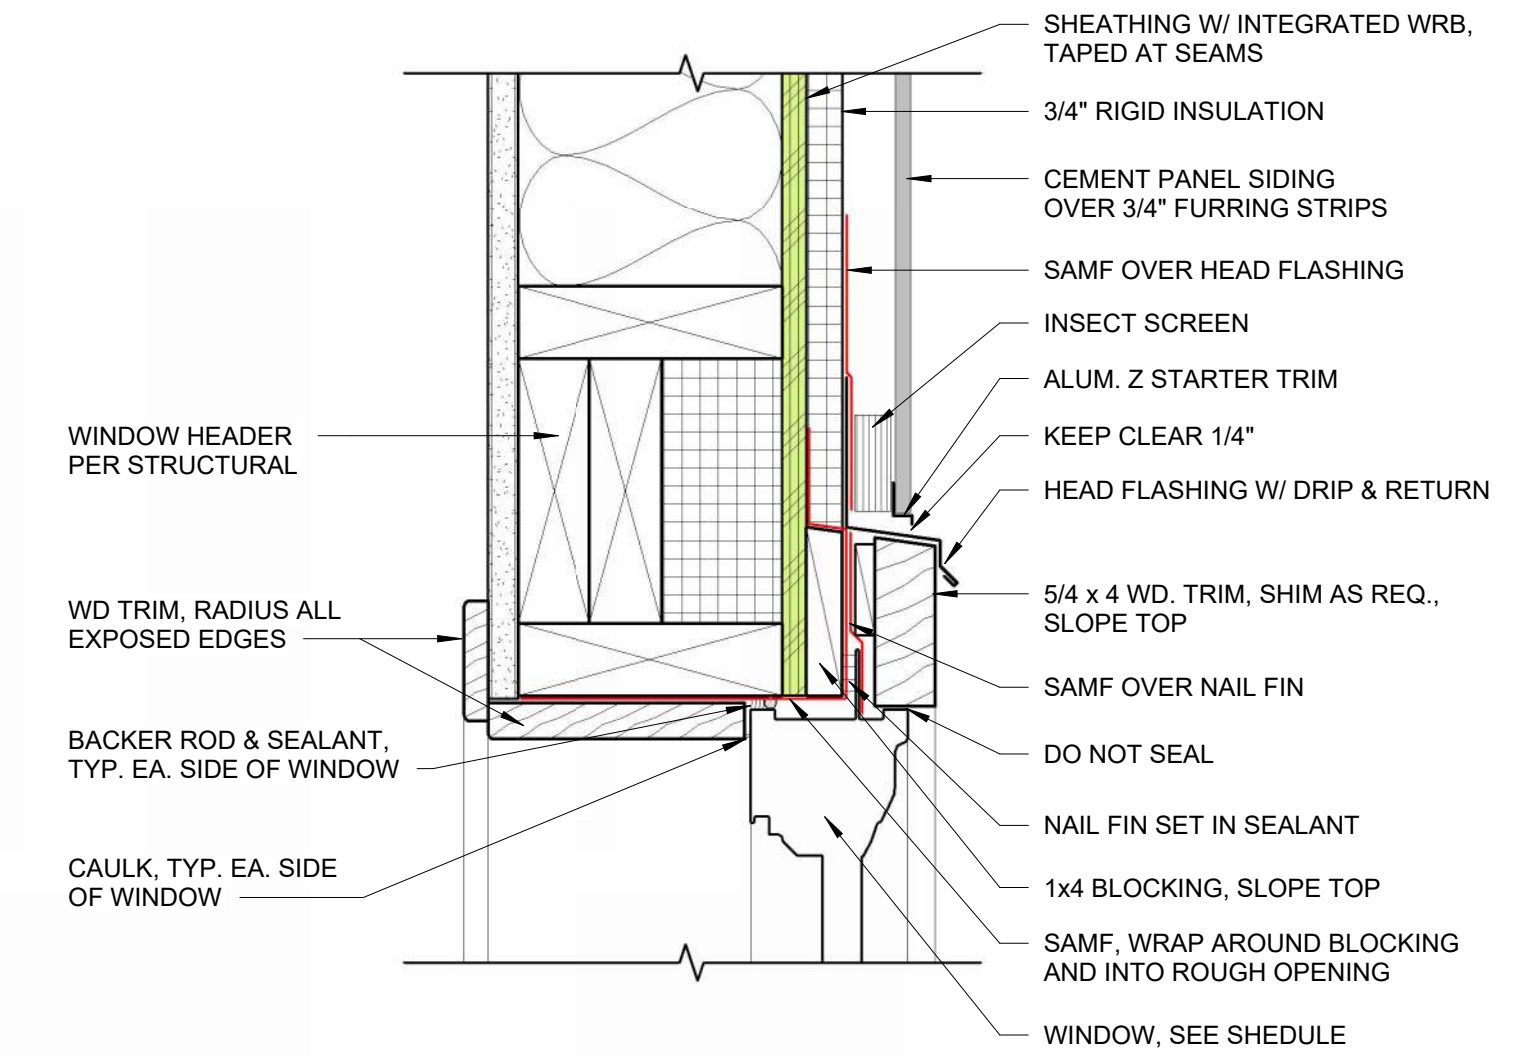 SHEATHING W/ INTEGRATED WRB,
TAPED AT SEAMS
3/4" RIGID INSULATION
CEMENT PANEL SIDING
OVER 3/4" FURRING STRIPS
SAMF OVER HEAD FLASHING
INSECT SCREEN
ALUM. Z STARTER TRIM
KEEP CLEAR 1/4"
HEAD FLASHING W/ DRIP & RETURN
5/4 x 4 WD. TRIM, SHIM AS REQ.,
SLOPE TOP
SAMF OVER NAIL FIN
DO NOT SEAL
NAIL FIN SET IN SEALANT
1x4 BLOCKING, SLOPE TOP
SAMF, WRAP AROUND BLOCKING
AND INTO ROUGH OPENING
WINDOW, SEE SHEDULE
WINDOW HEADER
PER STRUCTURAL
WD TRIM, RADIUS ALL
EXPOSED EDGES
BACKER ROD & SEALANT,
TYP. EA. SIDE OF WINDOW
CAULK, TYP. EA. SIDE
OF WINDOW